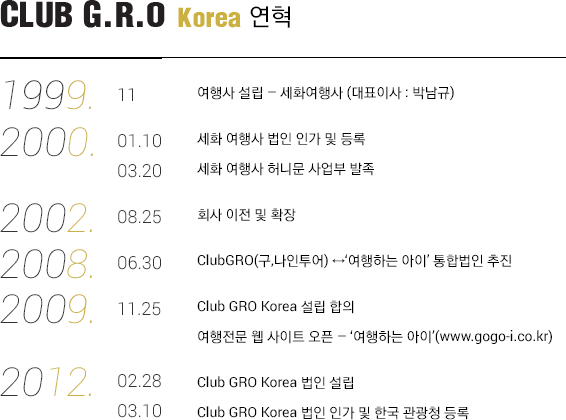 CLUB G.R.O Korea 연혁
1999. 11 여행사 설립 – 세화여행사 (대표이사 : 박남규)
2000. 01.10 세화 여행사 법인 인가 및 등록
03.20 세화 여행사 허니문 사업부 발족
2002. 08.25 회사 이전 및 확장
2008. 06.30 ClubGRO(구,나인투어) ↔‘여행하는 아이’ 통합법인 추진
2009. 11.25 Club GRO Korea 설립 합의
여행전문 웹 사이트 오픈 – ‘여행하는 아이’(www.gogo-i.co.kr)
2012. 02.28 Club GRO Korea 법인 설립
03.10 Club GRO Korea 법인 인가 및 한국 관광청 등록